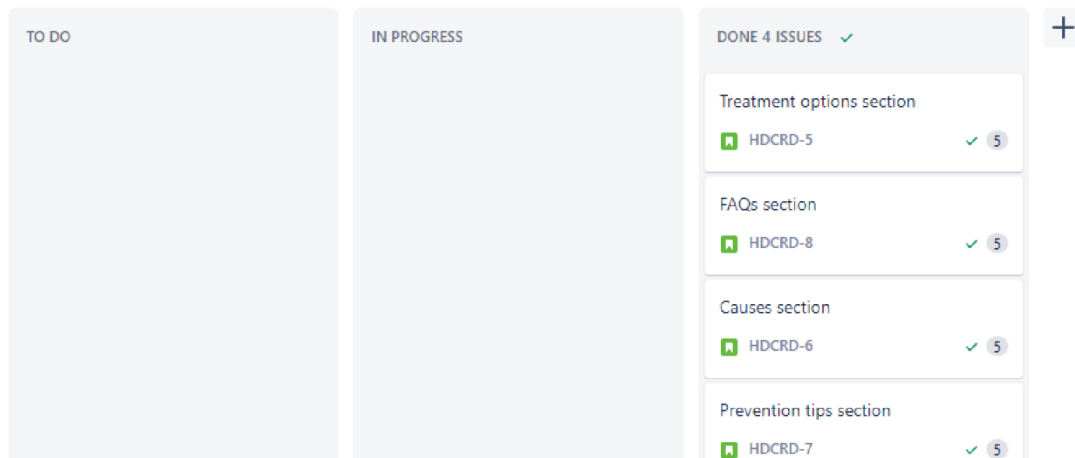 TO DO
IN PROGRESS
DONE 4 ISSUES
Treatment options section
HDCRD-5 5
FAQs section
HDCRD-8 5
Causes section
HDCRD-6 5
Prevention tips section
HDCRD-7 5